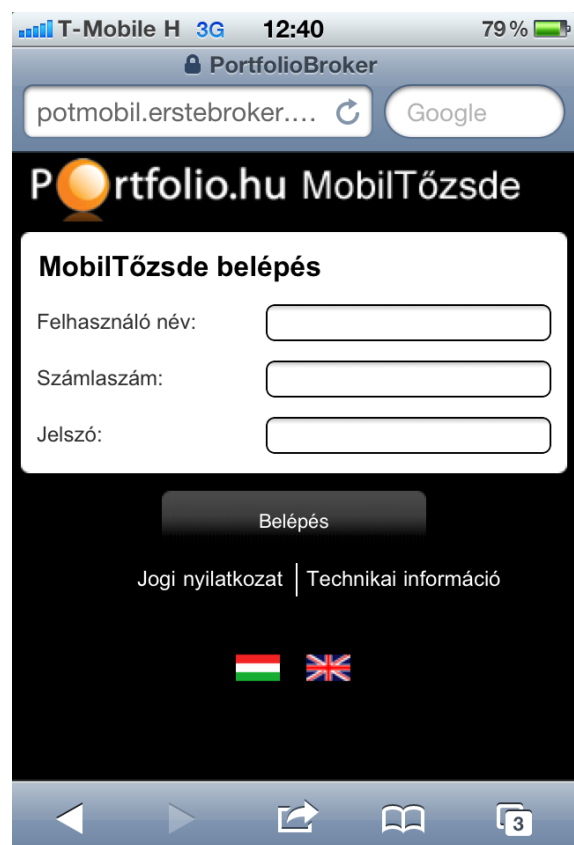 T-Mobile H 3G 12:40 79 %
PortfolioBroker
potmobil.erstebroker.... Google
Portfolio.hu MobilTőzsde
MobilTőzsde belépés
Felhasználó név:
Számlaszám:
Jelszó:
Belépés
Jogi nyilatkozat | Technikai információ
3